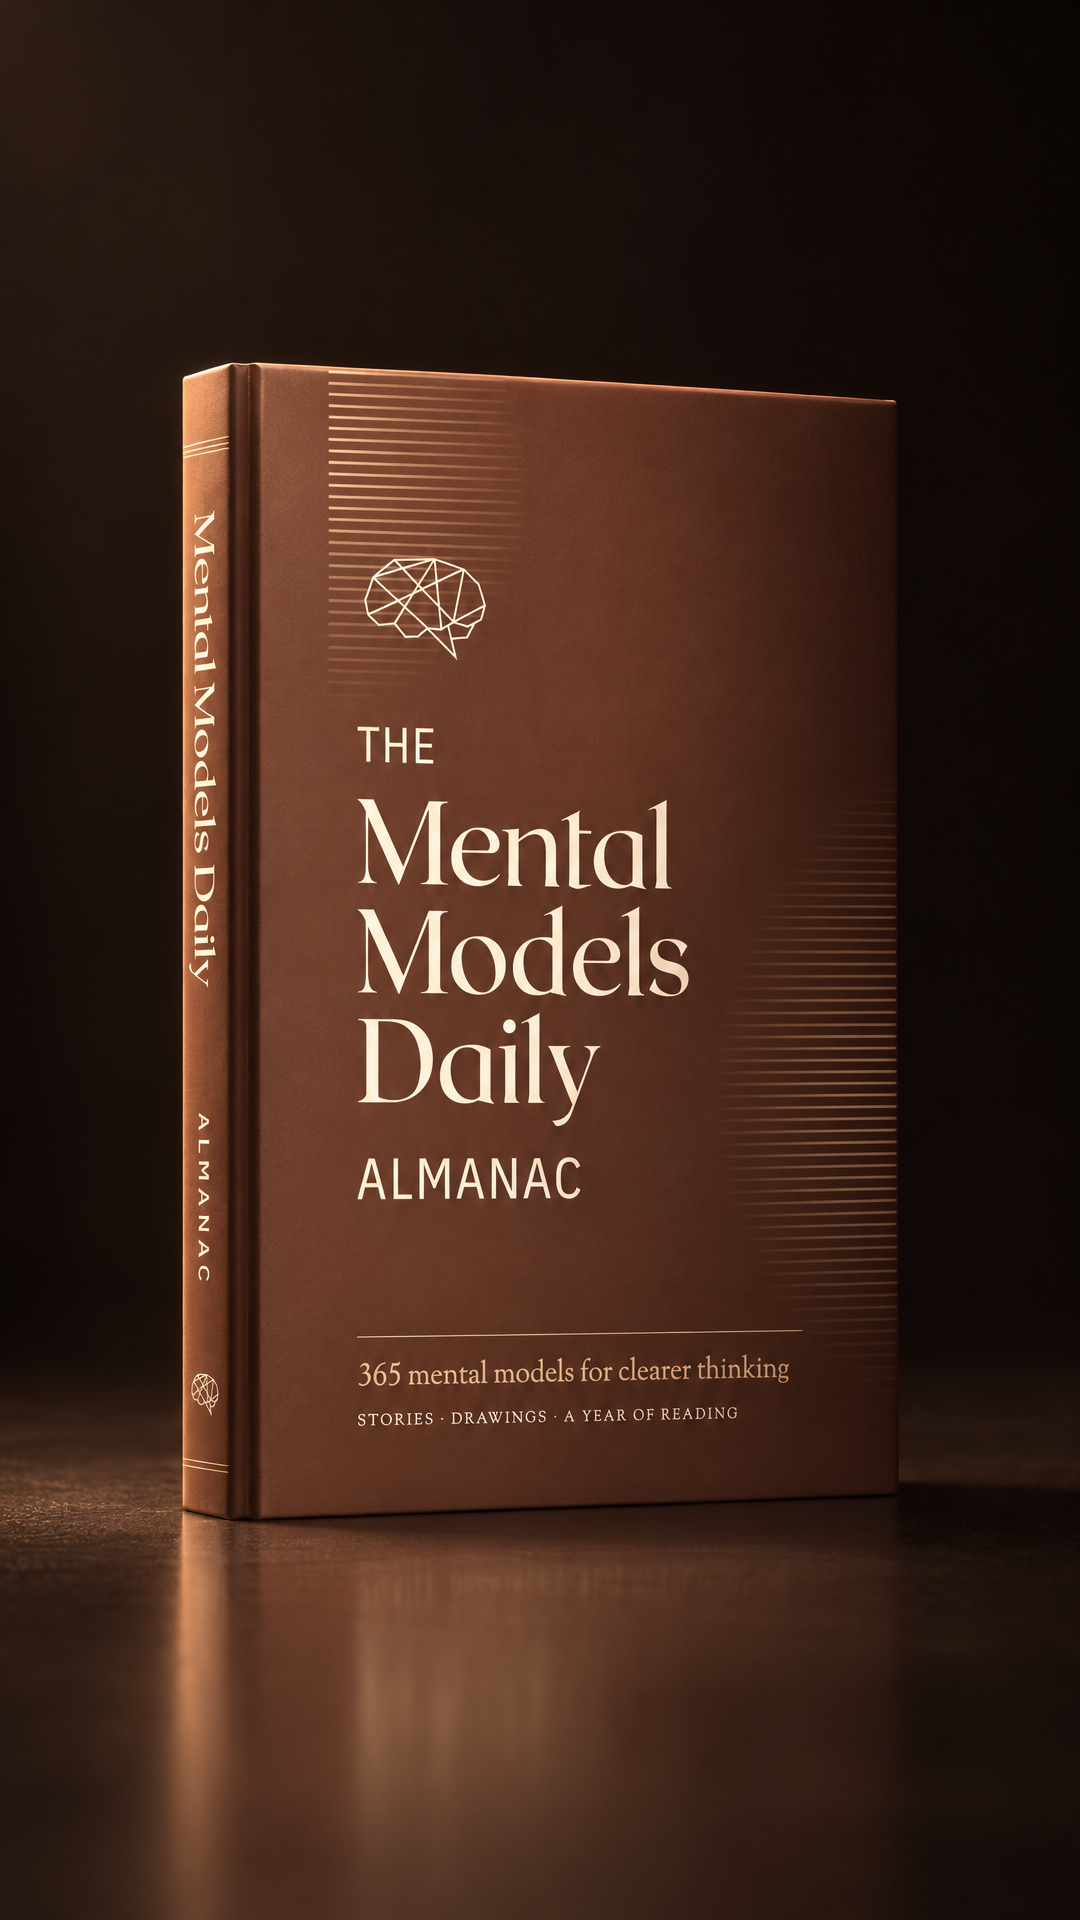 Mental Models Daily
ALMANAC
THE
Mental
Models
Daily
ALMANAC
365 mental models for clearer thinking
STORIES · DRAWINGS · A YEAR OF READING